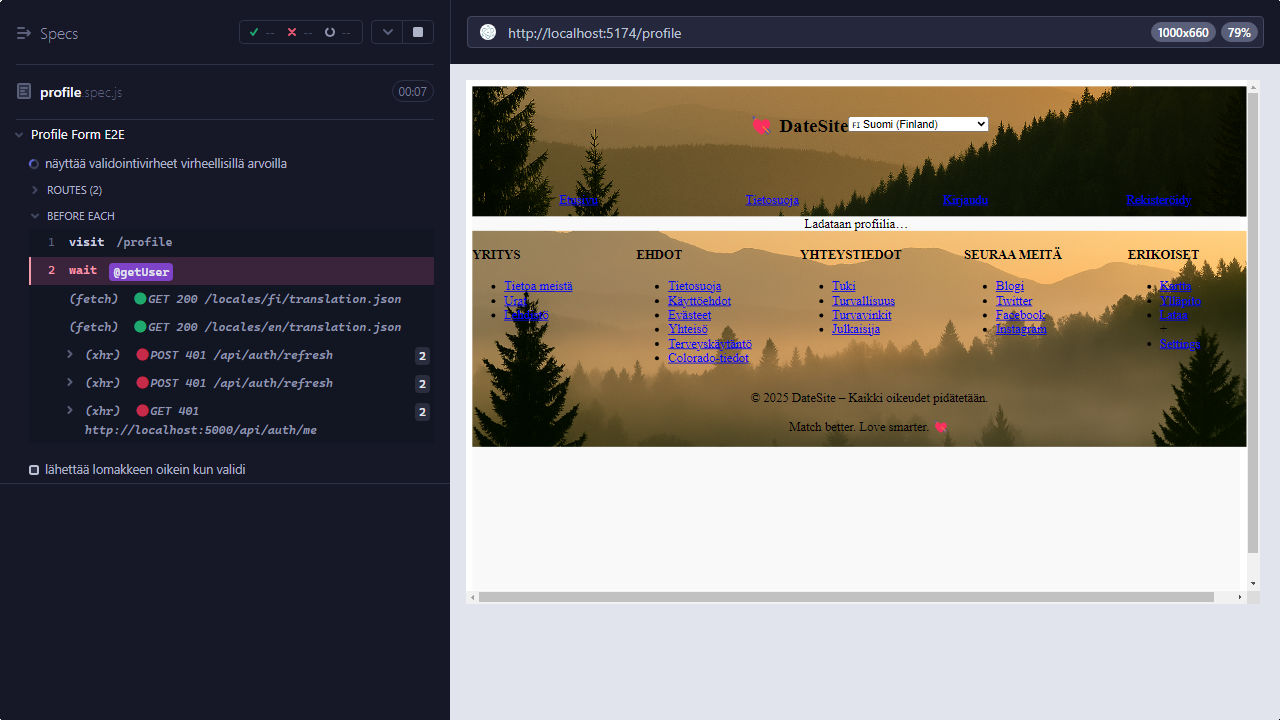 Specs
-- -- --
http://localhost:5174/profile
1000x660
79%
profile.spec.js
00:07
Profile Form E2E
näyttää validointivirheet virheellisillä arvoilla
ROUTES (2)
BEFORE EACH
1 visit /profile
2 wait @getUser
(fetch) GET 200 /locales/fi/translation.json
(fetch) GET 200 /locales/en/translation.json
(xhr) POST 401 /api/auth/refresh 2
(xhr) POST 401 /api/auth/refresh 2
(xhr) GET 401 2
http://localhost:5000/api/auth/me
lähettää lomakkeen oikein kun validi
💘 DateSite
FI Suomi (Finland)
Etusivu Tietosuoja Kirjaudu Rekisteröidy
Ladataan profiilia…
YRITYS
Tietoa meistä
Urat
EHDOT
Tietosuoja
Käyttöehdot
Evästeet
Yhteisö
Terveyskäytäntö
Colorado-tiedot
YHTEYSTIEDOT
Tuki
Turvallisuus
Turvavinkit
Julkaisija
SEURAA MEITÄ
Blogi
Twitter
Facebook
Instagram
ERIKOISET
Kartta
Ylläpito
Lataa
+
Settings
© 2025 DateSite – Kaikki oikeudet pidätetään.
Match better. Love smarter. 💘